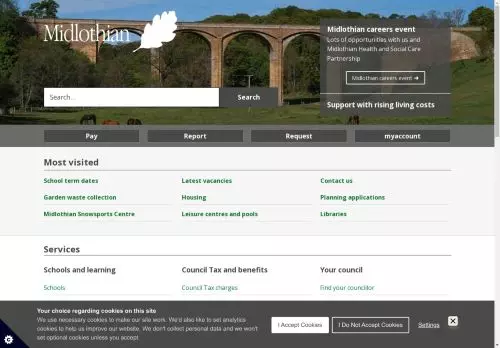 Midlothian
Midlothian careers event
Lots of opportunities with us and
Midlothian Health and Social Care
Partnership
Midlothian careers event →
Search...
Search
Support with rising living costs
Pay
Report
Request
myaccount
Most visited
School term dates
Latest vacancies
Contact us
Garden waste collection
Housing
Planning applications
Midlothian Snowsports Centre
Leisure centres and pools
Libraries
Services
Schools and learning
Council Tax and benefits
Your council
Schools
Council Tax charges
Find your councillor
Your choice regarding cookies on this site
We use necessary cookies to make our site work. We'd also like to set analytics
cookies to help us improve our website. We don't collect personal data and we won't
set optional cookies unless you accept.
I Accept Cookies
I Do Not Accept Cookies
Settings